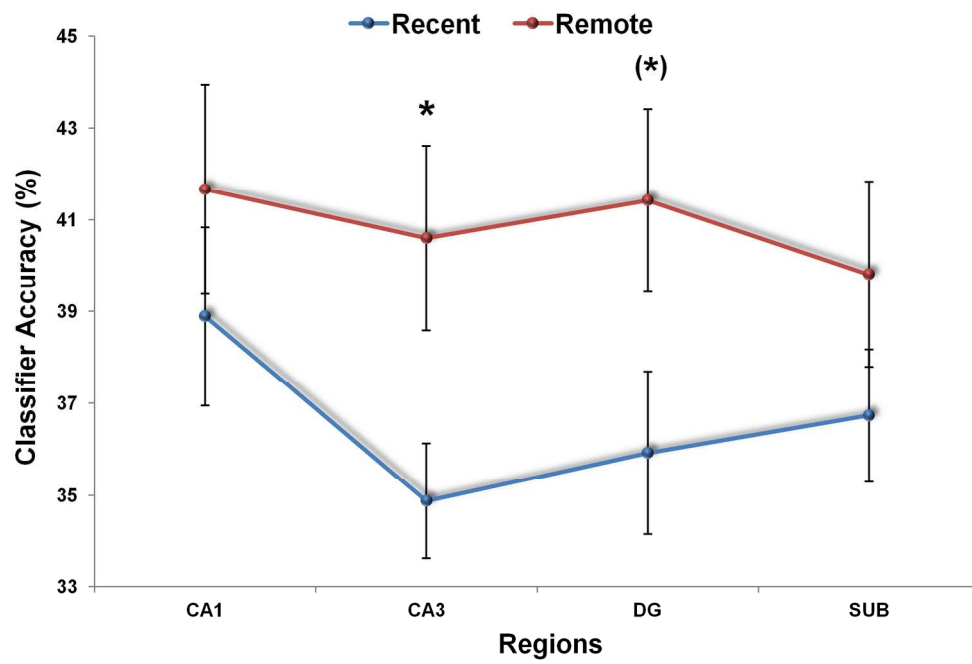 Recent Remote
45
43
41
39
37
35
33
Classifier Accuracy (%)
*
(*)
CA1 CA3 DG SUB
Regions